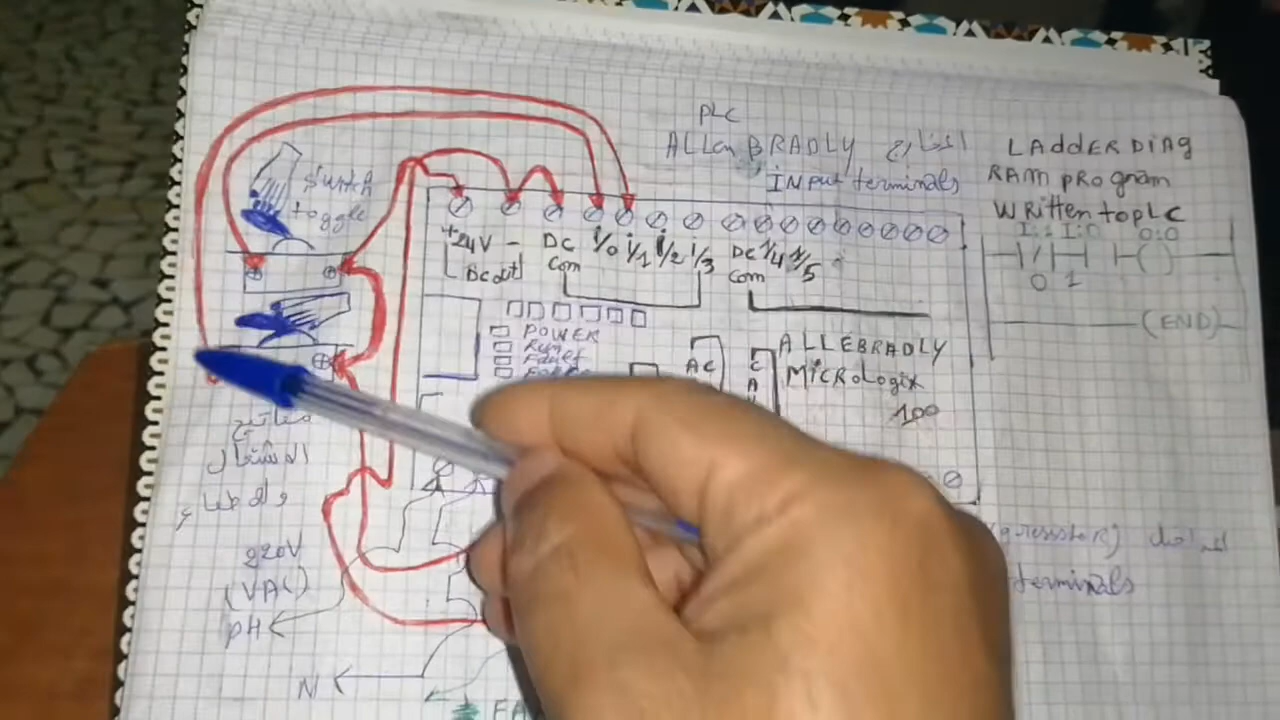 PLC
ALLen BRADLY
INput terminals
LADDER DIAg
RAM PROGRAM
WRitten to PLC
I:0 O:0
0 1
(END)
Switch
toggle
+24V -
DC out
DC
Com
I/0 I/1 I/2 I/3
DC
Com
I/4 I/5
POWER
Run
Fault
AC
ALLEBRADLY
MicRoLogix
100
مفاتيح
220V
(VAC)
PH
N
terminals